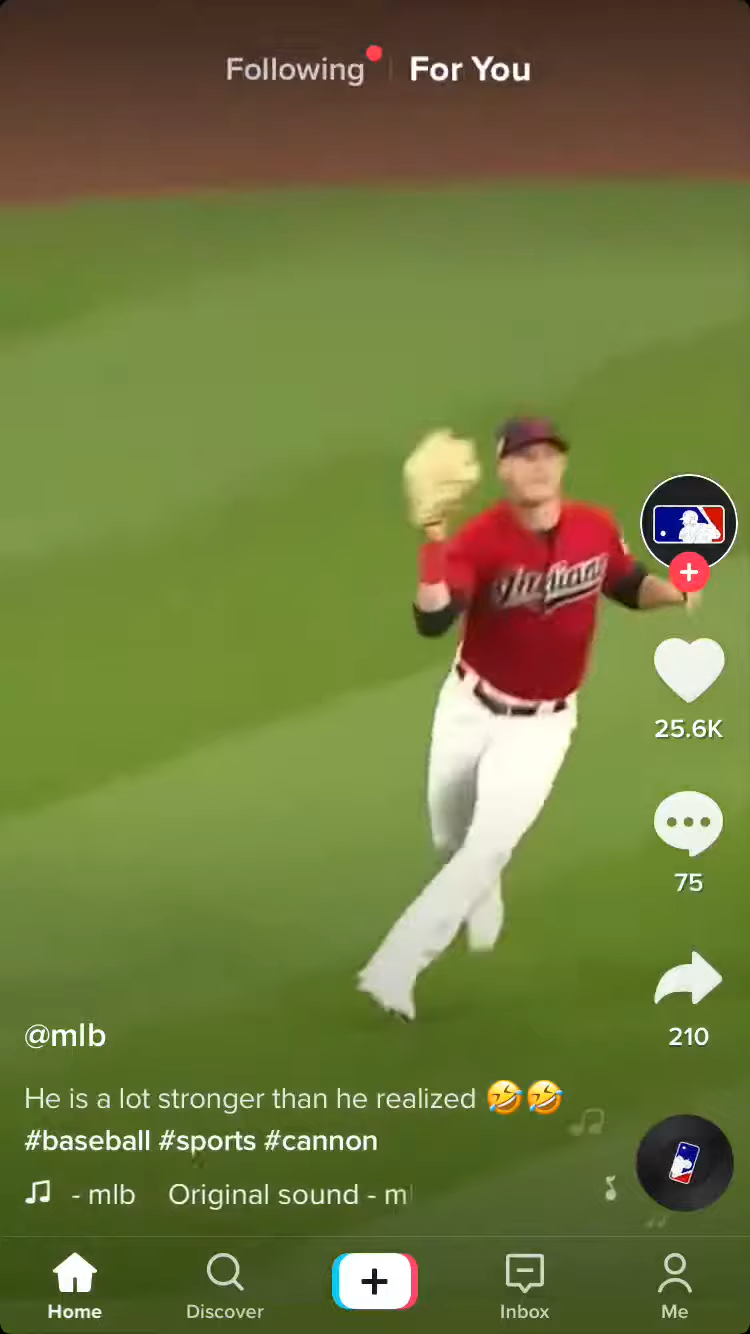 Following For You
Indians
25.6K
75
210
@mlb
He is a lot stronger than he realized 🤣🤣
#baseball #sports #cannon
- mlb Original sound - m
Home Discover Inbox Me